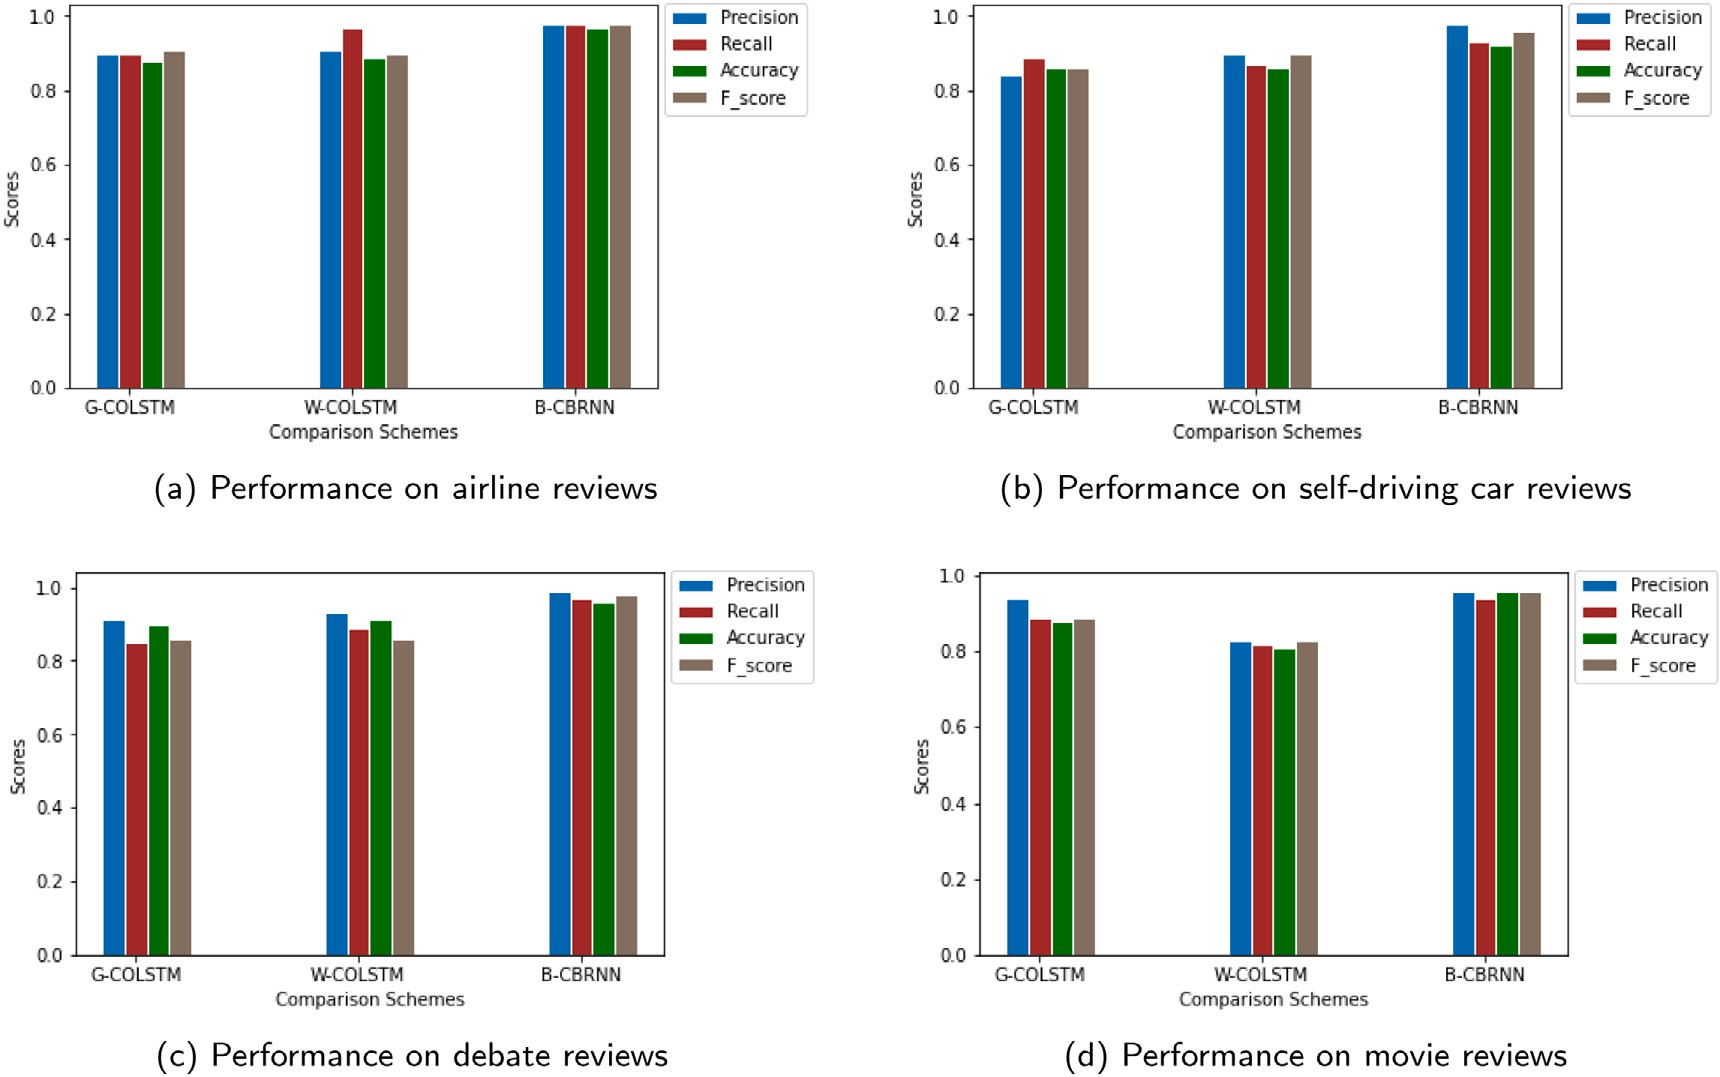 1.0
0.8
0.6
0.4
0.2
0.0
Scores
G-COLSTM W-COLSTM B-CBRNN
Comparison Schemes
Precision
Recall
Accuracy
F_score
(a) Performance on airline reviews
1.0
0.8
0.6
0.4
0.2
0.0
Scores
G-COLSTM W-COLSTM B-CBRNN
Comparison Schemes
Precision
Recall
Accuracy
F_score
(b) Performance on self-driving car reviews
1.0
0.8
0.6
0.4
0.2
0.0
Scores
G-COLSTM W-COLSTM B-CBRNN
Comparison Schemes
Precision
Recall
Accuracy
F_score
(c) Performance on debate reviews
1.0
0.8
0.6
0.4
0.2
0.0
Scores
G-COLSTM W-COLSTM B-CBRNN
Comparison Schemes
Precision
Recall
Accuracy
F_score
(d) Performance on movie reviews